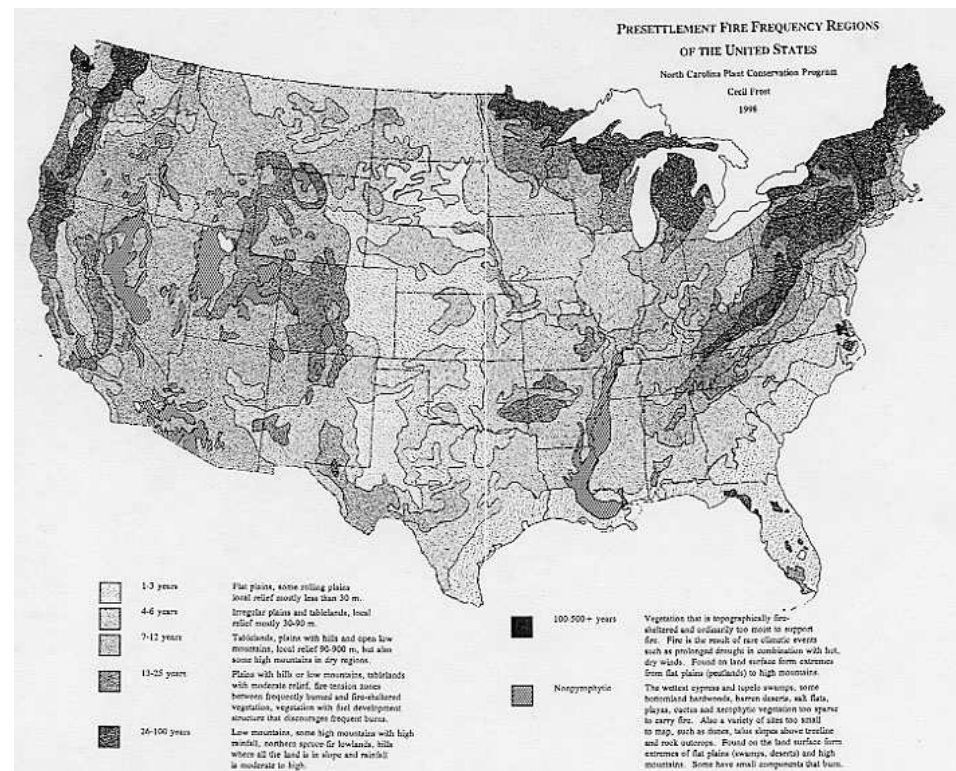 PRESETTLEMENT FIRE FREQUENCY REGIONS
OF THE UNITED STATES
North Carolina Plant Conservation Program
Cecil Frost
1998
1-3 years
Flat plains, some rolling plains
local relief mostly less than 30 m.
4-6 years
Irregular plains and tablelands, local
relief mostly 30-90 m.
7-12 years
Tablelands, plains with hills and open low
mountains, local relief 90-900 m, but also
some high mountains in dry regions.
13-25 years
Plains with hills or low mountains, tablelands
with moderate relief, fire-tension zones
between frequently burned and fire-sheltered
vegetation, vegetation with fuel development
structure that discourages frequent burns.
26-100 years
Low mountains, some high mountains with high
rainfall, northern spruce-fir lowlands, hills
where all the land is in slope and rainfall
is moderate to high.
100-500+ years
Vegetation that is topographically fire-
sheltered and ordinarily too moist to support
fire. Fire is the result of rare climatic events
such as prolonged drought in combination with hot,
dry winds. Found on land surface form extremes
from flat plains (peatlands) to high mountains.
Nonpyrophytic
The wettest cypress and tupelo swamps, some
bottomland hardwoods, barren deserts, salt flats,
playas, cactus and xerophytic vegetation too sparse
to carry fire. Also a variety of sites too small
to map, such as dunes, talus slopes above treeline
and rock outcrops. Found on the land surface form
extremes of flat plains (swamps, deserts) and high
mountains. Some have small components that burn.